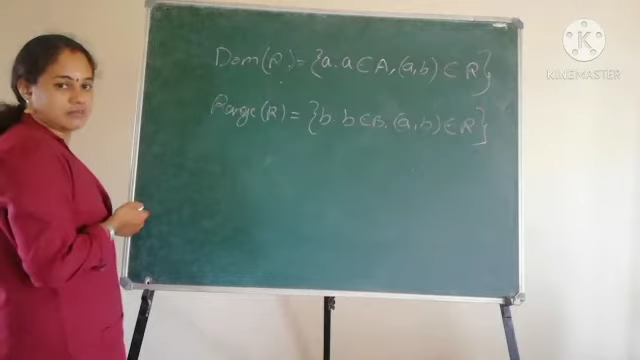 Dom(R) = {a. a ∈ A, (a, b) ∈ R}
Range(R) = {b. b ∈ B. (a, b) ∈ R}
KINEMASTER